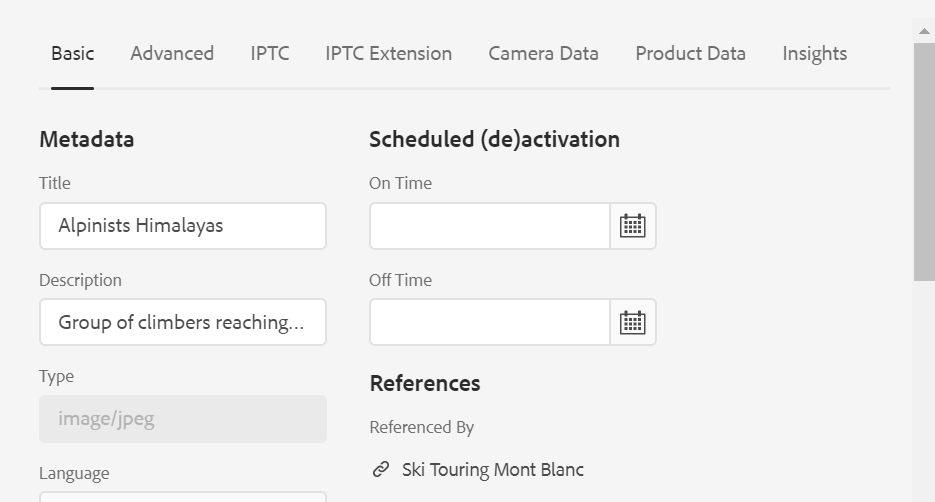 Basic Advanced IPTC IPTC Extension Camera Data Product Data Insights
Metadata
Title
Alpinists Himalayas
Description
Group of climbers reaching...
Type
image/jpeg
Language
Scheduled (de)activation
On Time
Off Time
References
Referenced By
Ski Touring Mont Blanc